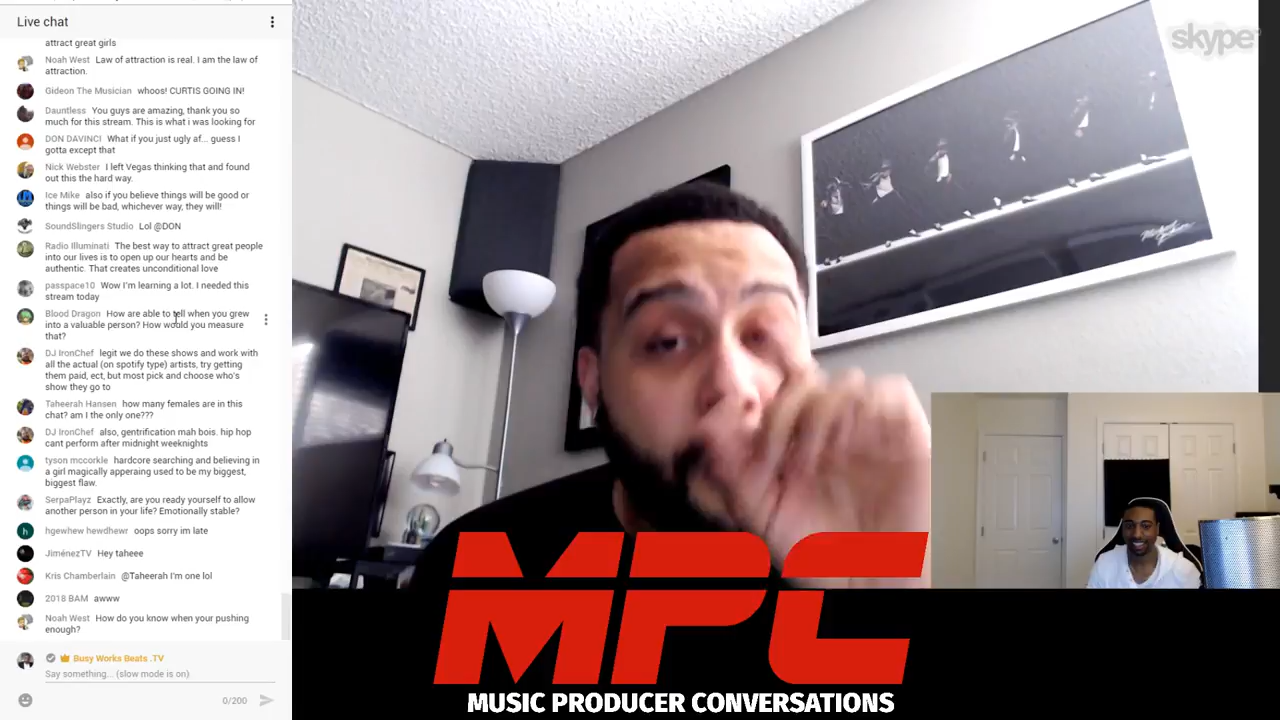 Live chat
skype
attract great girls
Noah West Law of attraction is real. I am the law of
attraction.
Gideon The Musician whoos! CURTIS GOING IN!
Dauntless You guys are amazing, thank you so
much for this stream. This is what i was looking for
DON DAVINCI What if you just ugly af... guess I
gotta except that
Nick Webster I left Vegas thinking that and found
out this the hard way.
Ice Mike also if you believe things will be good or
things will be bad, whichever way, they will!
SoundSlingers Studio Lol @DON
Radio Illuminati The best way to attract great people
into our lives is to open up our hearts and be
authentic. That creates unconditional love
passpace10 Wow I'm learning a lot. I needed this
stream today
Blood Dragon How are able to tell when you grew
into a valuable person? How would you measure
that?
DJ IronChef legit we do these shows and work with
all the actual (on spotify type) artists, try getting
them paid, ect, but most pick and choose who's
show they go to
Taheerah Hansen how many females are in this
chat? am I the only one???
DJ IronChef also, gentrification mah bois. hip hop
cant perform after midnight weeknights
tyson mccorkle hardcore searching and believing in
a girl magically apperaing used to be my biggest,
biggest flaw.
SerpaPlayz Exactly, are you ready yourself to allow
another person in your life? Emotionally stable?
hgewhew hewdhewr oops sorry im late
JiménezTV Hey taheee
Kris Chamberlain @Taheerah I'm one lol
2018 BAM awww
Noah West How do you know when your pushing
enough?
Busy Works Beats .TV
Say something... (slow mode is on)
0/200
MPC
MUSIC PRODUCER CONVERSATIONS